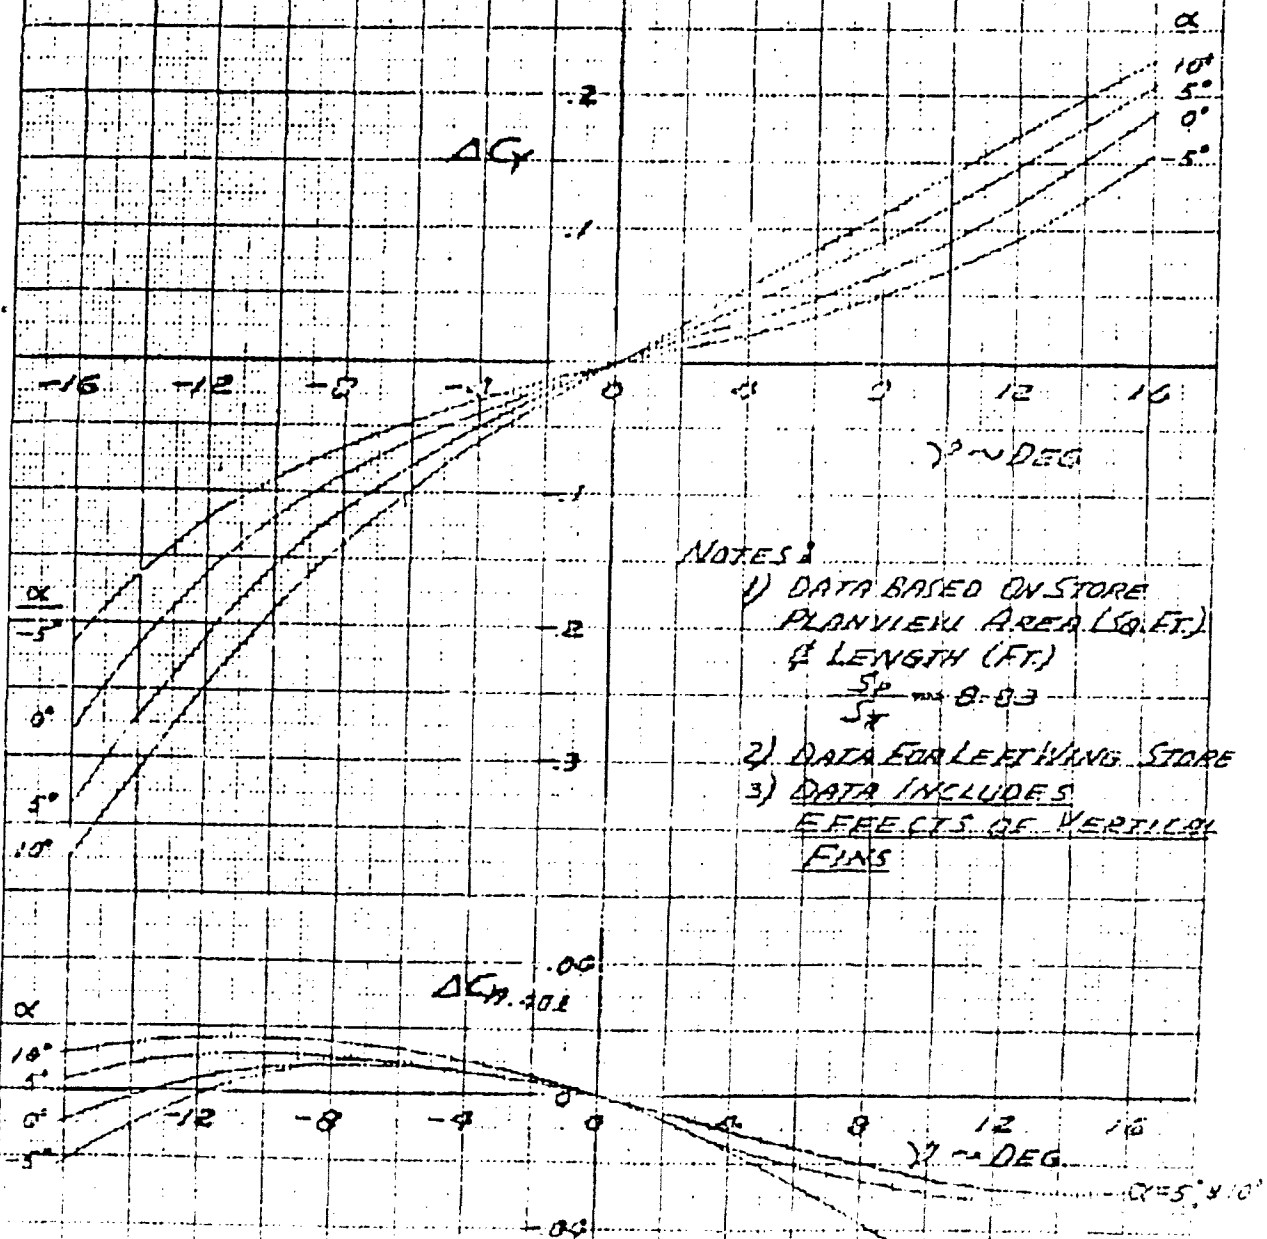 α
10°
5°
0°
-5°
.2
ΔCy
.1
-16 -12 -8 -4 0 4 8 12 16
ψ ~ DEG
-.1
NOTES:
1) DATA BASED ON STORE
PLANVIEW AREA (SQ.FT.)
& LENGTH (FT.)
α
-5°
-.2
0°
2) DATA FOR LEFT WING STORE
-.3
3) DATA INCLUDES
5°
EFFECTS OF VERTICAL
10°
FINS
α
10°
5°
0
0°
-12 -8 -4 0 4 8 12 16
-5°
ψ ~ DEG.
α=5° & 10°